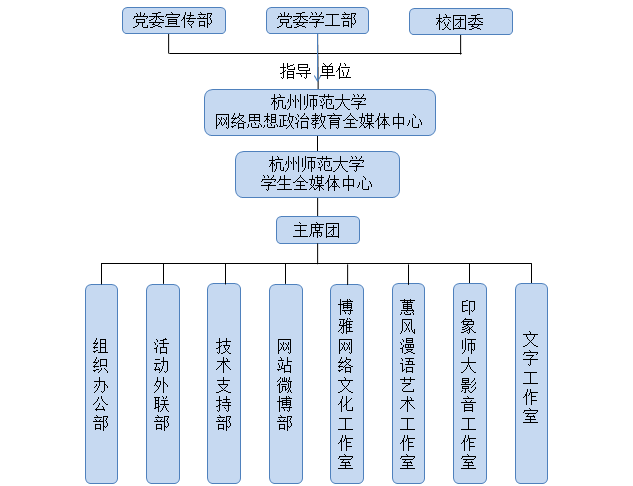 党委宣传部
党委学工部
校团委
指导 单位
杭州师范大学
网络思想政治教育全媒体中心
杭州师范大学
学生全媒体中心
主席团
组织办公部
活动外联部
技术支持部
网站微博部
博雅网络文化工作室
蕙风漫语艺术工作室
印象师大影音工作室
文字工作室